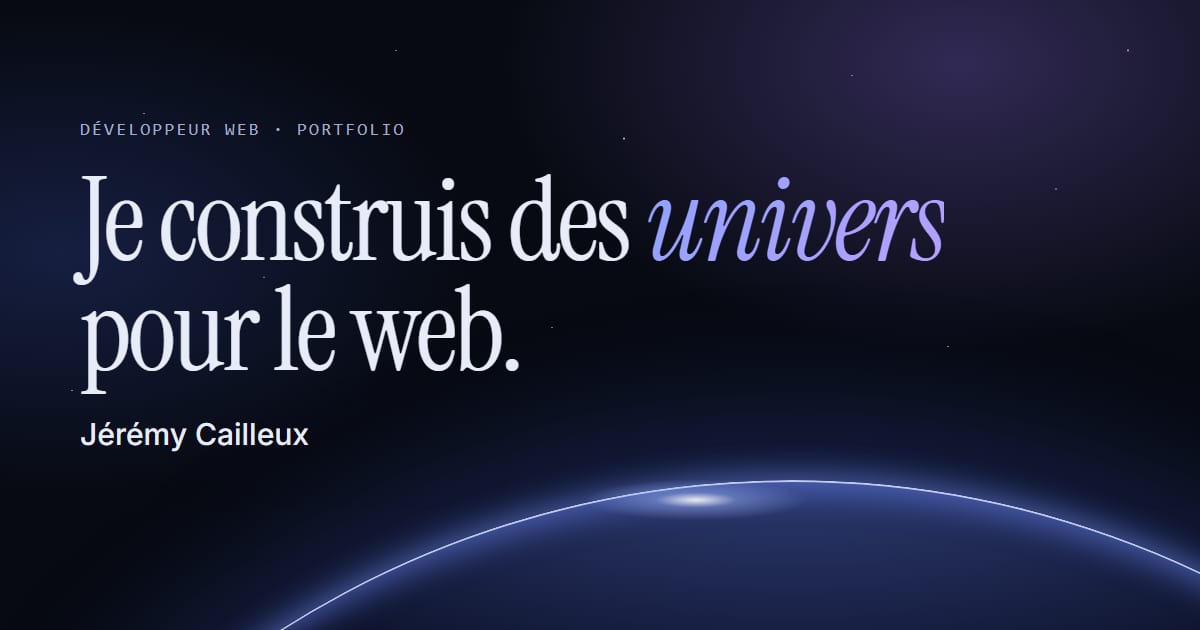 DÉVELOPPEUR WEB · PORTFOLIO
Je construis des univers
pour le web.
Jérémy Cailleux